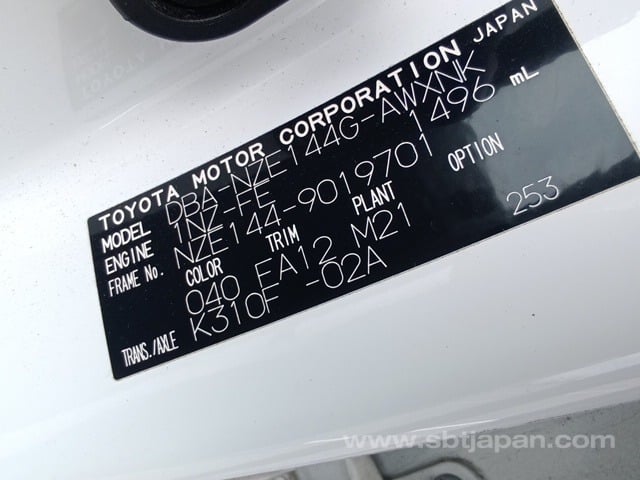 TOYOTA MOTOR CORPORATION JAPAN
MODEL DBA-NZE144G-AWXNK
ENGINE 1NZ-FE 1496 mL
FRAME No. NZE144-9019701
COLOR TRIM PLANT OPTION
040 FA12 M21 253
TRANS./AXLE K310F -02A
www.sbtjapan.com